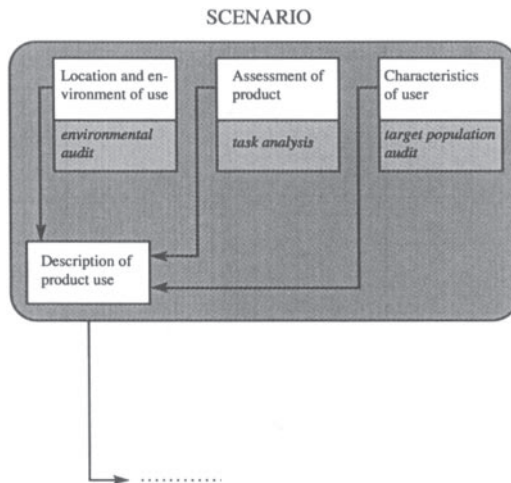 SCENARIO
Location and en-
vironment of use
environmental
audit
Assessment of
product
task analysis
Characteristics
of user
target population
audit
Description of
product use